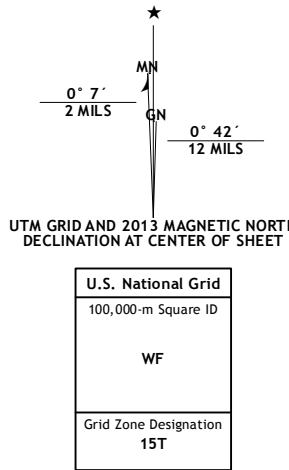 MN
0° 7´
2 MILS
GN
0° 42´
12 MILS
UTM GRID AND 2013 MAGNETIC NORTH
DECLINATION AT CENTER OF SHEET
U.S. National Grid
100,000-m Square ID
WF
Grid Zone Designation
15T